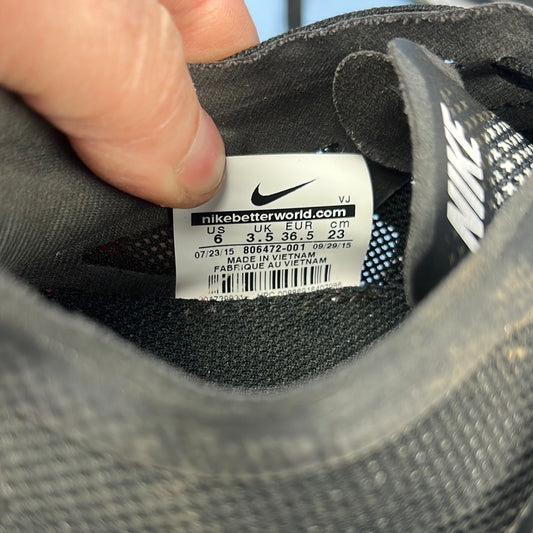 VJ
nikebetterworld.com
US UK EUR cm
6 3.5 36.5 23
07/23/15 806472-001 09/29/15
MADE IN VIETNAM
FABRIQUE AU VIETNAM
NIKE